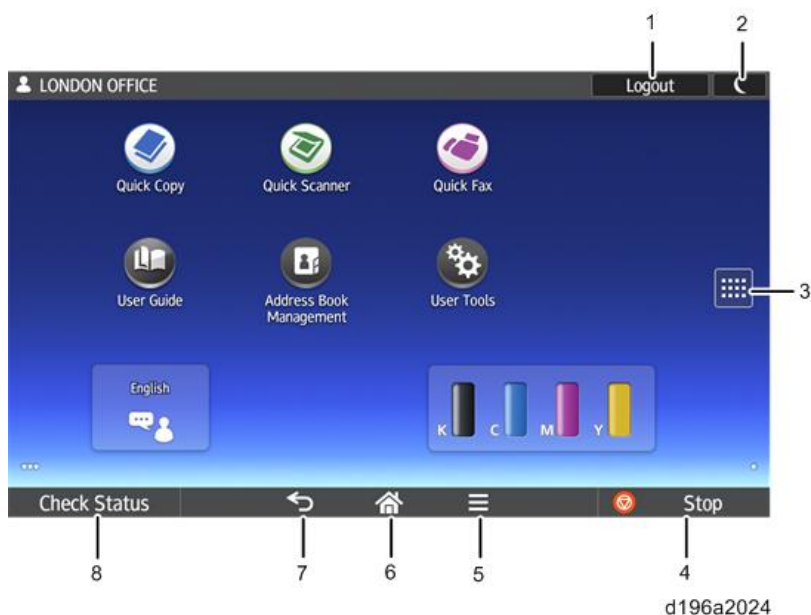 1 2
LONDON OFFICE Logout
Quick Copy Quick Scanner Quick Fax
3
User Guide Address Book Management User Tools
English
K C M Y
Check Status Stop
8 7 6 5 4
d196a2024